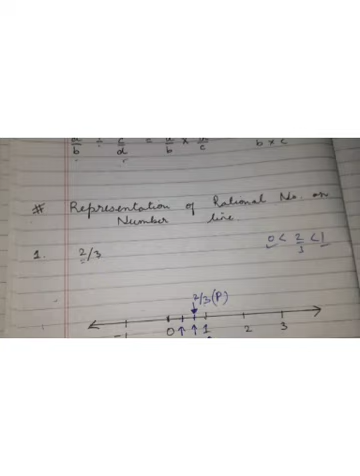 a/b ÷ c/d = a/b × d/c b × c
# Representation of Rational No. on
Number line.
1. 2/3 0 < 2/3 < 1
2/3 (P)
-1 0 1 2 3